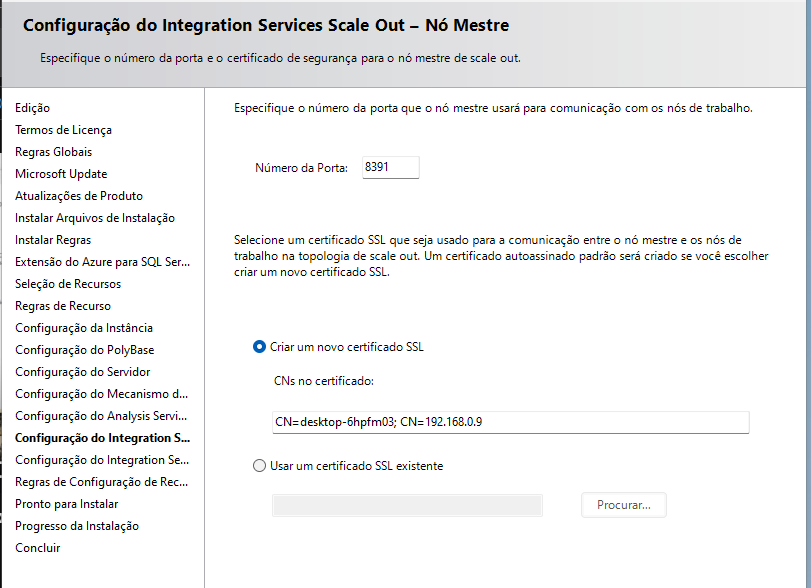 Configuração do Integration Services Scale Out – Nó Mestre
Especifique o número da porta e o certificado de segurança para o nó mestre de scale out.
Edição
Termos de Licença
Regras Globais
Microsoft Update
Atualizações de Produto
Instalar Arquivos de Instalação
Instalar Regras
Extensão do Azure para SQL Ser...
Seleção de Recursos
Regras de Recurso
Configuração da Instância
Configuração do PolyBase
Configuração do Servidor
Configuração do Mecanismo d...
Configuração do Analysis Servi...
Configuração do Integration S...
Configuração do Integration Se...
Regras de Configuração de Rec...
Pronto para Instalar
Progresso da Instalação
Concluir
Especifique o número da porta que o nó mestre usará para comunicação com os nós de trabalho.
Número da Porta: 8391
Selecione um certificado SSL que seja usado para a comunicação entre o nó mestre e os nós de
trabalho na topologia de scale out. Um certificado autoassinado padrão será criado se você escolher
criar um novo certificado SSL.
Criar um novo certificado SSL
CNs no certificado:
CN=desktop-6hpfm03; CN=192.168.0.9
Usar um certificado SSL existente
Procurar...